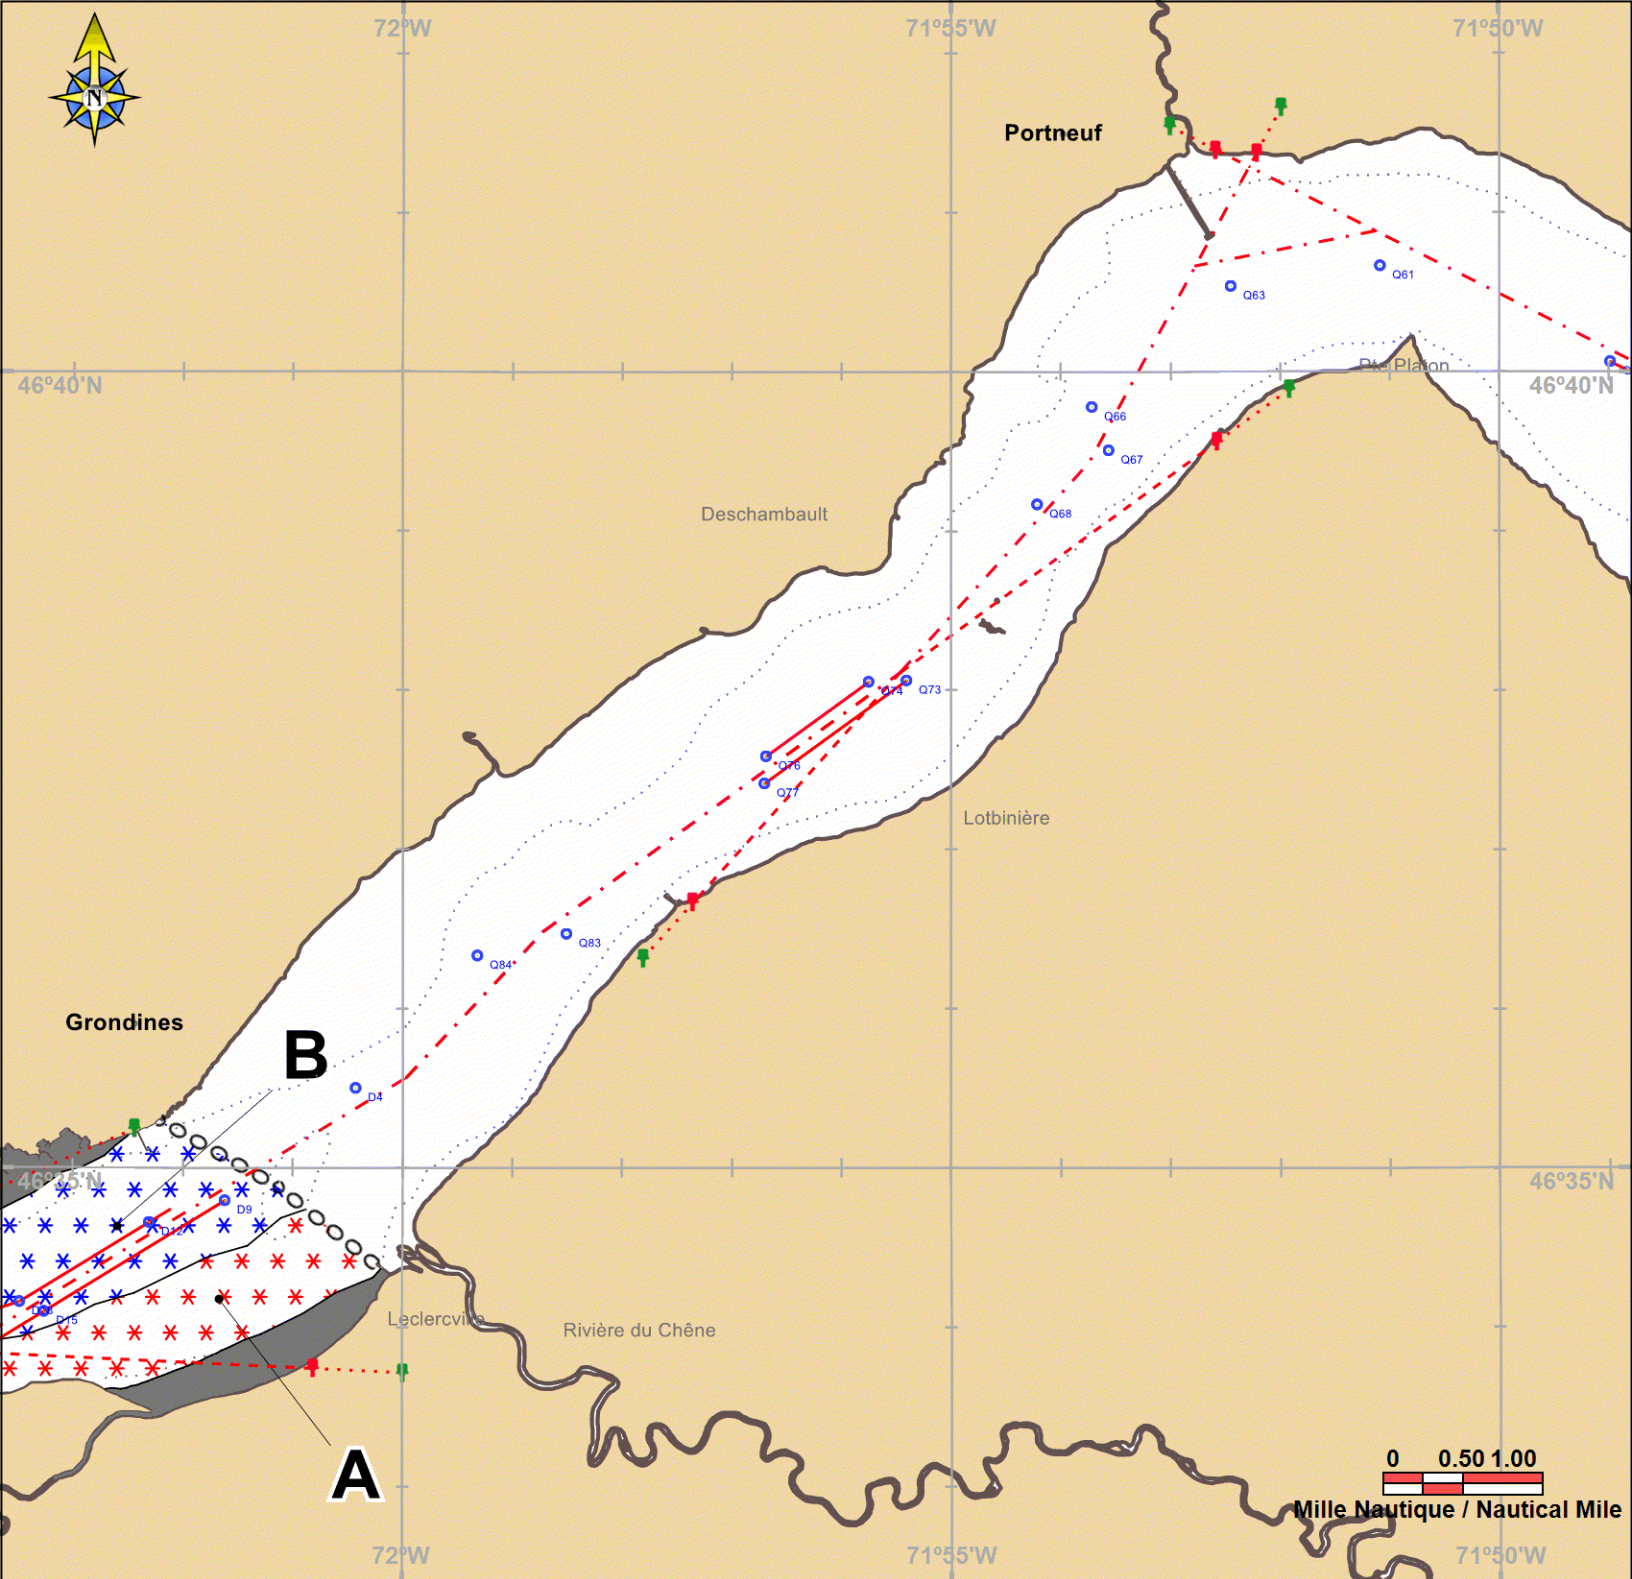 72°W
71°55'W
71°50'W
N
Portneuf
Q61
Q63
Pte Platon
46°40'N
46°40'N
Q66
Q67
Deschambault
Q68
Q74
Q73
Q76
Q77
Lotbinière
Q83
Q84
Grondines
B
D4
46°35'N
46°35'N
D9
D12
D15
Leclercville
Rivière du Chêne
A
0 0.50 1.00
Mille Nautique / Nautical Mile
72°W
71°55'W
71°50'W